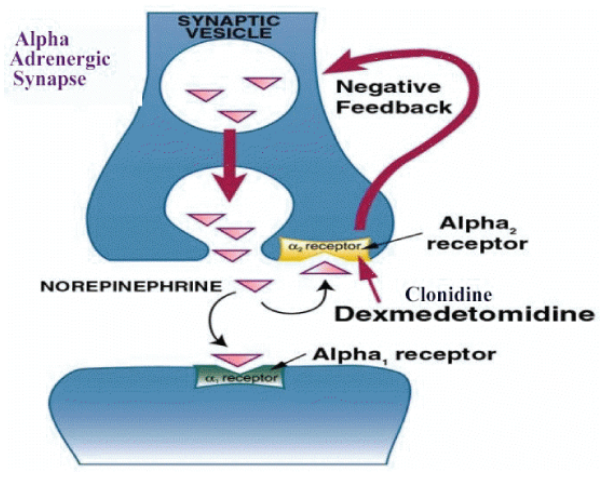 Alpha
Adrenergic
Synapse
SYNAPTIC
VESICLE
Negative
Feedback
α₂ receptor
Alpha₂
receptor
NOREPINEPHRINE
Clonidine
Dexmedetomidine
Alpha₁ receptor
α₁ receptor